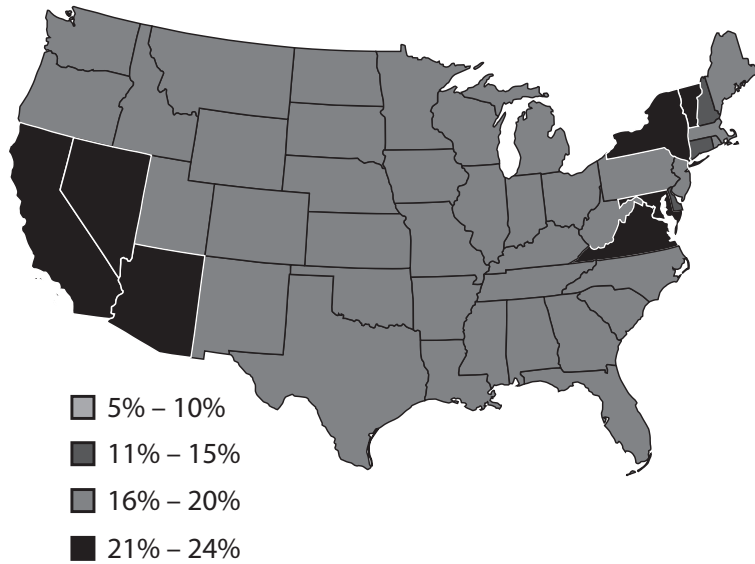 5% – 10%
11% – 15%
16% – 20%
21% – 24%